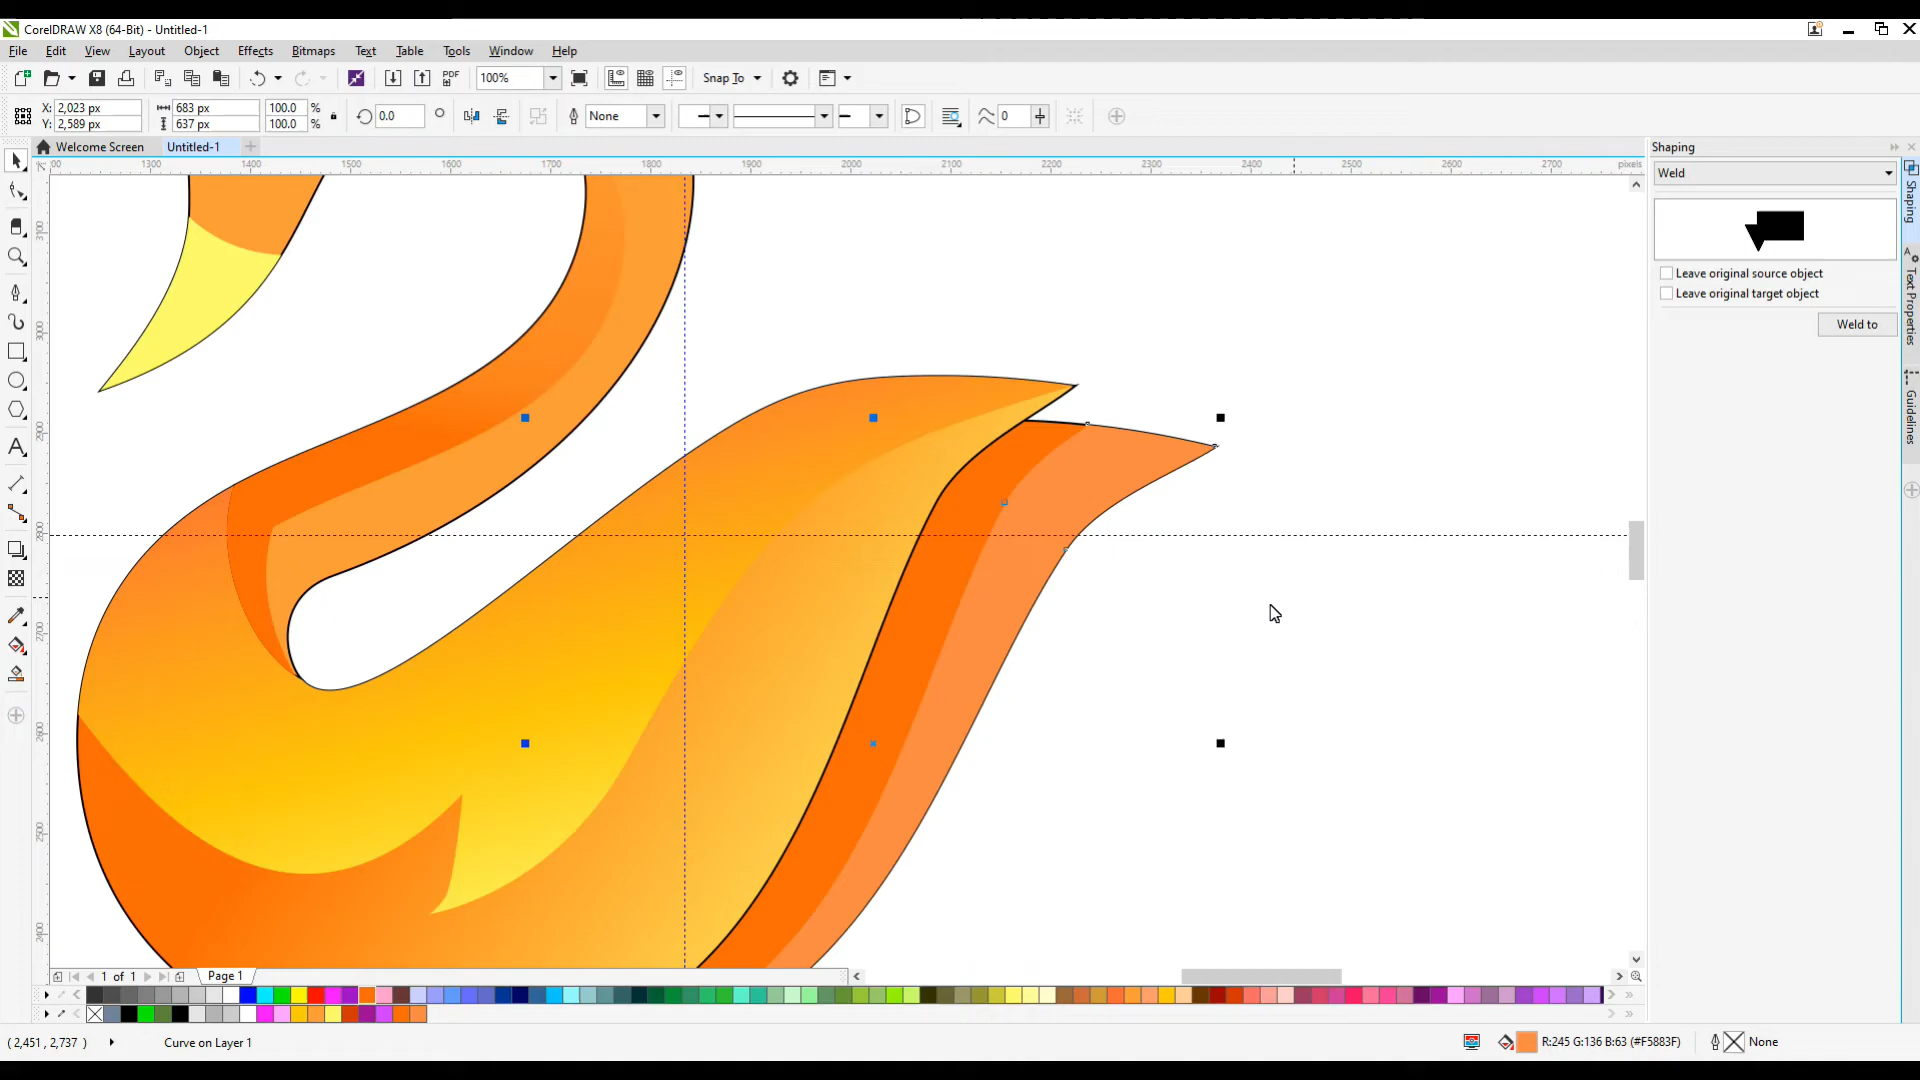 CorelDRAW X8 (64-Bit) - Untitled-1
File Edit View Layout Object Effects Bitmaps Text Table Tools Window Help
PDF 100% Snap To
X: 2,023 px 683 px 100.0 % 0.0 None 0
Y: 2,589 px 637 px 100.0 %
Welcome Screen Untitled-1
1300 1400 1500 1600 1700 1800 1900 2000 2100 2200 2300 2400 2500 2600 2700 pixels
Shaping
Weld
Leave original source object
Leave original target object
Weld to
Shaping
Text Properties
Guidelines
1 of 1 Page 1
( 2,451 , 2,737 ) Curve on Layer 1 R:245 G:136 B:63 (#F5883F) None